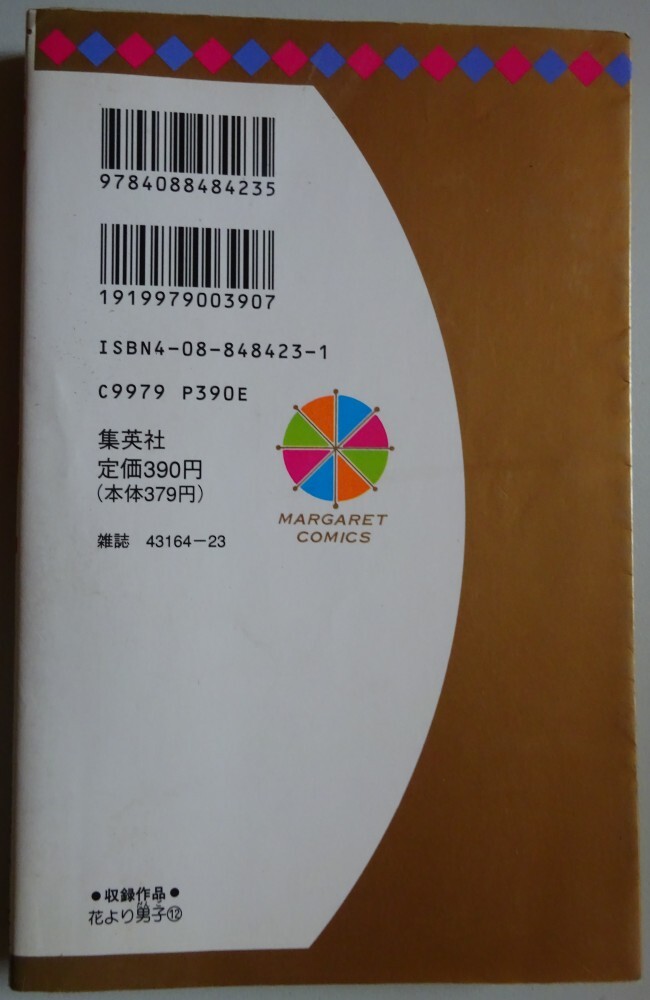 9784088484235
1919979003907
ISBN4-08-848423-1
C9979 P390E
集英社
定価390円
（本体379円）
雑誌 43164-23
MARGARET
COMICS
●収録作品●
花より男子⑫